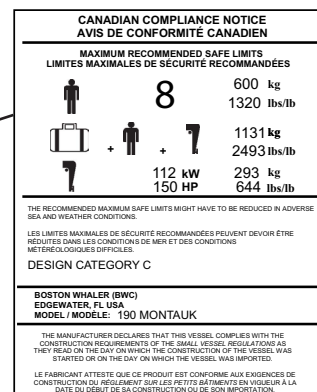 CANADIAN COMPLIANCE NOTICE
AVIS DE CONFORMITÉ CANADIEN
MAXIMUM RECOMMENDED SAFE LIMITS
LIMITES MAXIMALES DE SÉCURITÉ RECOMMANDÉES
8 600 kg
1320 lbs/lb
+ + 1131 kg
2493 lbs/lb
112 kW 293 kg
150 HP 644 lbs/lb
THE RECOMMENDED MAXIMUM SAFE LIMITS MIGHT HAVE TO BE REDUCED IN ADVERSE
SEA AND WEATHER CONDITIONS.
LES LIMITES MAXIMALES DE SÉCURITÉ RECOMMANDÉES PEUVENT DEVOIR ÊTRE
RÉDUITES DANS LES CONDITIONS DE MER ET DES CONDITIONS
MÉTÉREOLOGIQUES DIFFICILES.
DESIGN CATEGORY C
BOSTON WHALER (BWC)
EDGEWATER, FL USA
MODEL / MODÈLE: 190 MONTAUK
THE MANUFACTURER DECLARES THAT THIS VESSEL COMPLIES WITH THE
CONSTRUCTION REQUIREMENTS OF THE SMALL VESSEL REGULATIONS AS
THEY READ ON THE DAY ON WHICH THE CONSTRUCTION OF THE VESSEL WAS
STARTED OR ON THE DAY ON WHICH THE VESSEL WAS IMPORTED.
LE FABRICANT ATTESTE QUE CE PRODUIT EST CONFORME AUX EXIGENCES DE
CONSTRUCTION DU RÈGLEMENT SUR LES PETITS BÂTIMENTS EN VIGUEUR À LA
DATE DU DÉBUT DE SA CONSTRUCTION OU DE SON IMPORTATION.